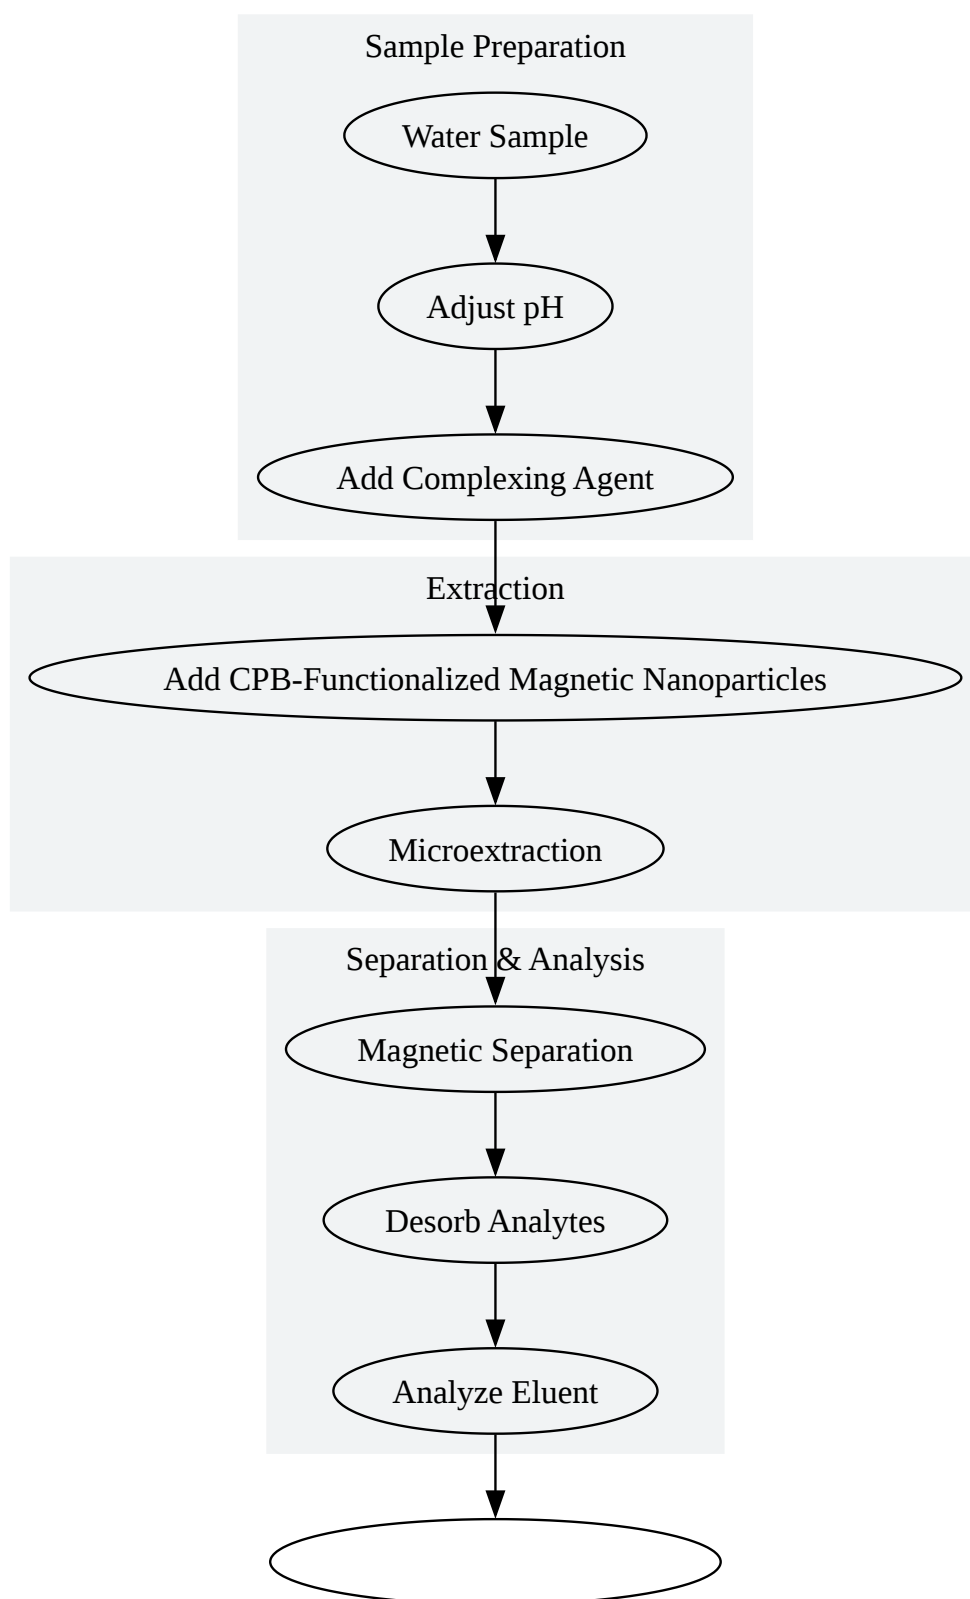 Sample Preparation
Water Sample
Adjust pH
Add Complexing Agent
Extraction
Add CPB-Functionalized Magnetic Nanoparticles
Microextraction
Separation & Analysis
Magnetic Separation
Desorb Analytes
Analyze Eluent